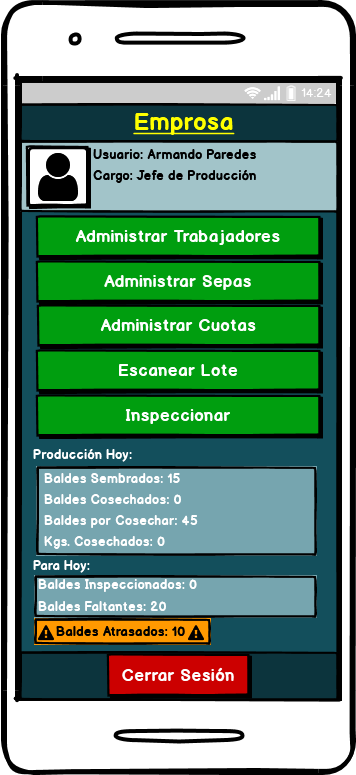 14:24
Emprosa
Usuario: Armando Paredes
Cargo: Jefe de Producción
Administrar Trabajadores
Administrar Sepas
Administrar Cuotas
Escanear Lote
Inspeccionar
Producción Hoy:
Baldes Sembrados: 15
Baldes Cosechados: 0
Baldes por Cosechar: 45
Kgs. Cosechados: 0
Para Hoy:
Baldes Inspeccionados: 0
Baldes Faltantes: 20
Baldes Atrasados: 10
Cerrar Sesión